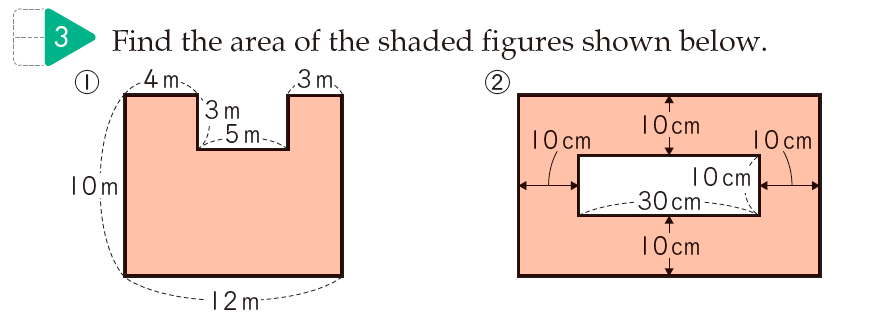 3 Find the area of the shaded figures shown below.
① 4 m 3 m
3 m
5 m
10 m
12 m
② 10 cm
10 cm 10 cm
10 cm
30 cm
10 cm